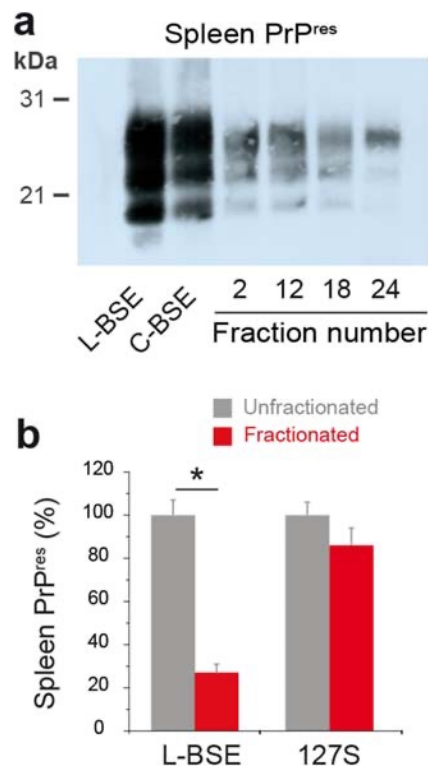 a
Spleen PrPres
kDa
31
21
L-BSE
C-BSE
2 12 18 24
Fraction number
Unfractionated
Fractionated
b
*
Spleen PrPres (%)
120
100
80
60
40
20
0
L-BSE 127S